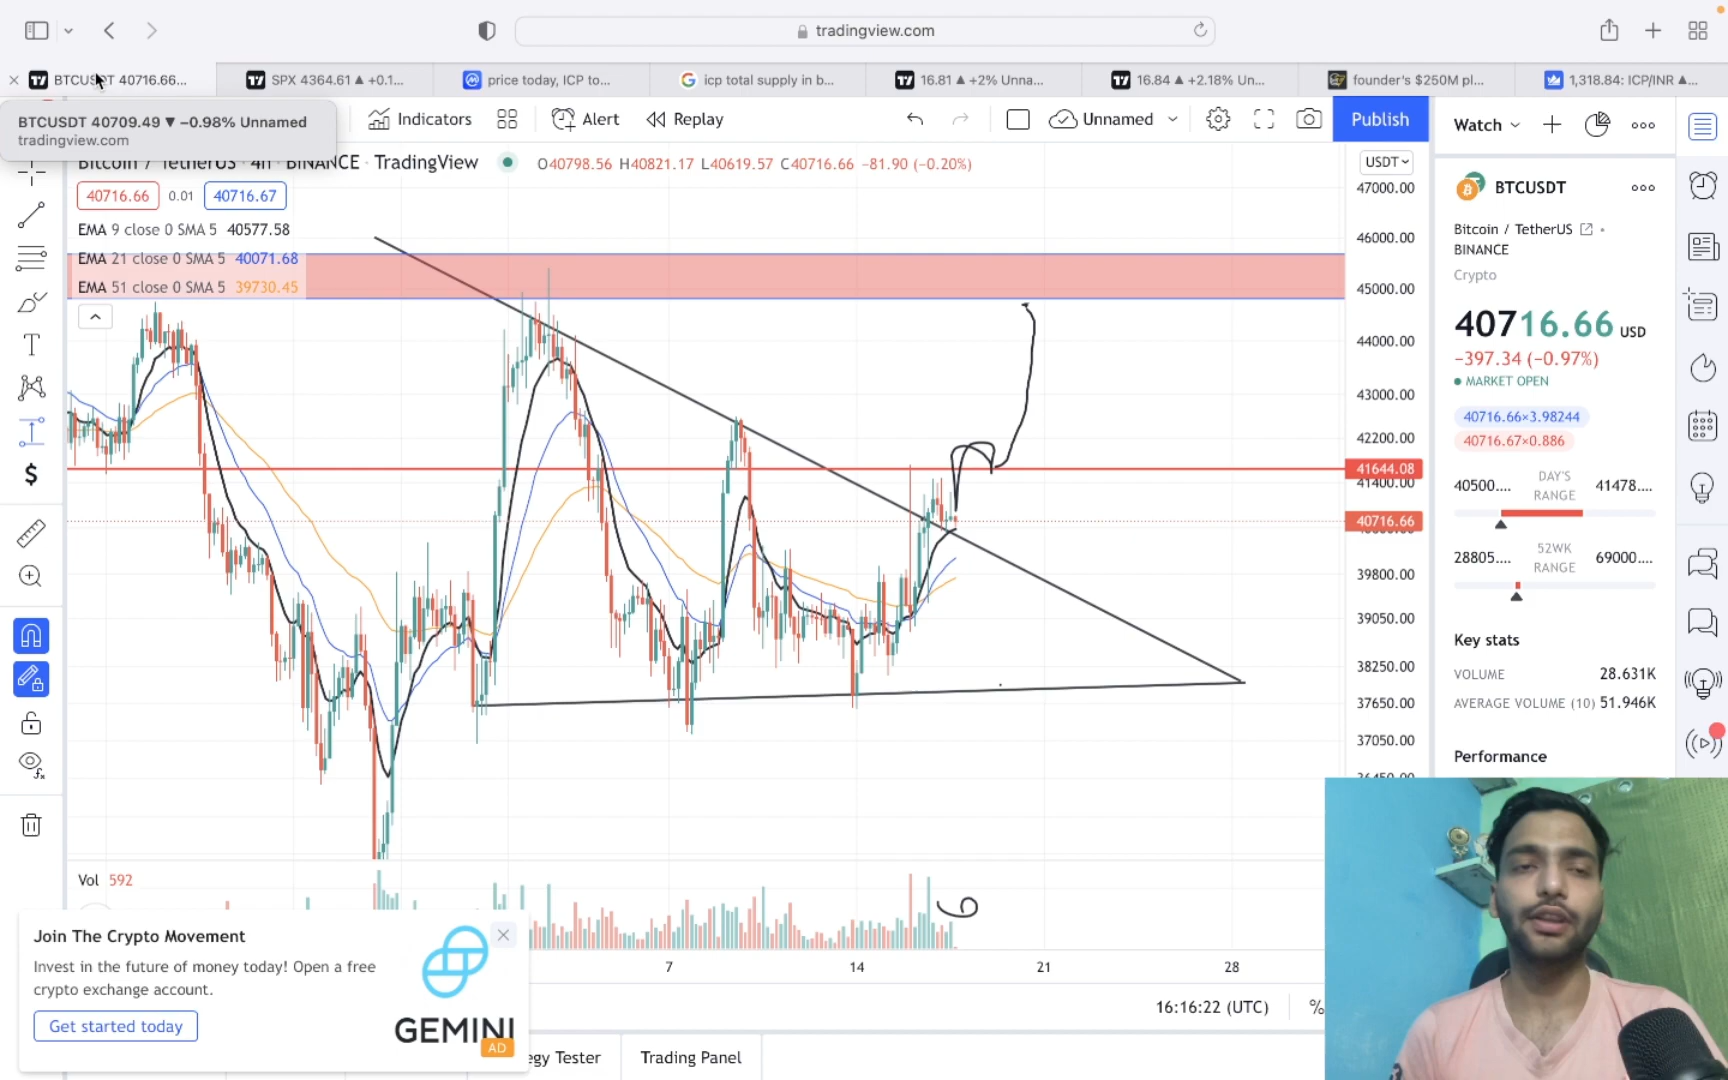 tradingview.com
BTCUSDT 40716.66...
SPX 4364.61 ▲ +0.1...
price today, ICP to...
icp total supply in b...
16.81 ▲ +2% Unna...
16.84 ▲ +2.18% Un...
founder's $250M pl...
1,318.84: ICP/INR ▲...
BTCUSDT 40709.49 ▼ −0.98% Unnamed
tradingview.com
Indicators
Alert
Replay
Unnamed
Publish
Bitcoin / TetherUS · 4h · BINANCE · TradingView
O40798.56 H40821.17 L40619.57 C40716.66 −81.90 (−0.20%)
40716.66 0.01 40716.67
EMA 9 close 0 SMA 5 40577.58
EMA 21 close 0 SMA 5 40071.68
EMA 51 close 0 SMA 5 39730.45
USDT
47000.00
46000.00
45000.00
44000.00
43000.00
42200.00
41644.08
41400.00
40716.66
39800.00
39050.00
38250.00
37650.00
37050.00
36450.00
Vol 592
7 14 21 28
16:16:22 (UTC)
%
Join The Crypto Movement
Invest in the future of money today! Open a free
crypto exchange account.
Get started today
GEMINI
AD
egy Tester
Trading Panel
Watch
BTCUSDT
Bitcoin / TetherUS
BINANCE
Crypto
40716.66 USD
−397.34 (−0.97%)
MARKET OPEN
40716.66×3.98244
40716.67×0.886
40500.... DAY'S RANGE 41478....
28805.... 52WK RANGE 69000....
Key stats
VOLUME 28.631K
AVERAGE VOLUME (10) 51.946K
Performance